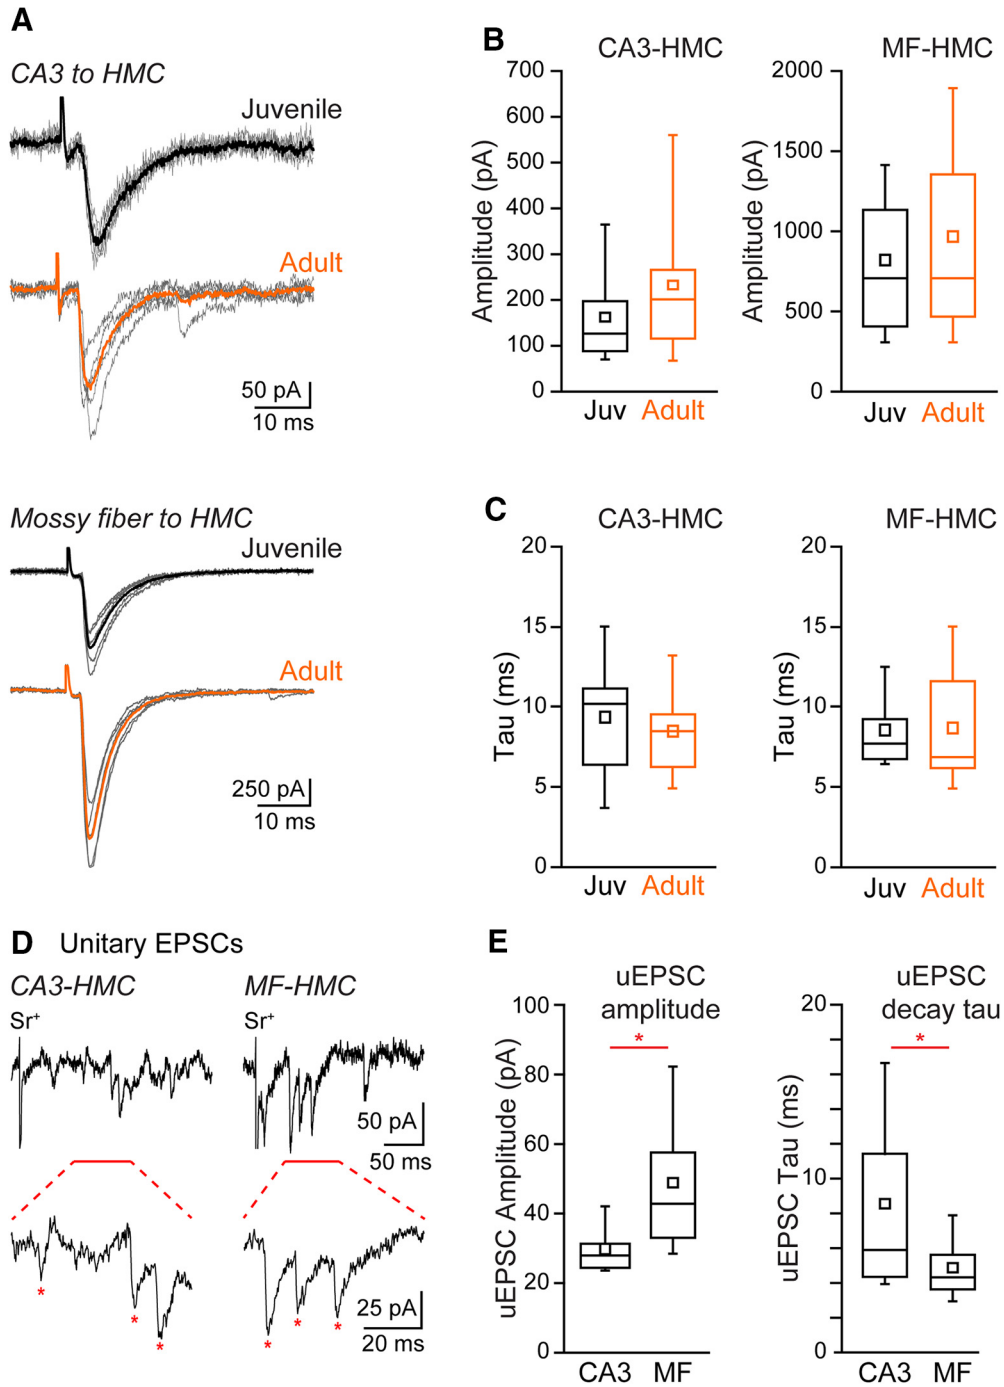 A
CA3 to HMC
Juvenile
Adult
50 pA
10 ms
Mossy fiber to HMC
Juvenile
Adult
250 pA
10 ms
B
CA3-HMC
Amplitude (pA)
700
600
500
400
300
200
100
0
Juv Adult
MF-HMC
Amplitude (pA)
2000
1500
1000
500
0
Juv Adult
C
CA3-HMC
Tau (ms)
20
15
10
5
0
Juv Adult
MF-HMC
Tau (ms)
20
15
10
5
0
Juv Adult
D Unitary EPSCs
CA3-HMC
Sr+
MF-HMC
Sr+
50 pA
50 ms
*
*
*
*
*
*
25 pA
20 ms
E
uEPSC
amplitude
*
uEPSC Amplitude (pA)
100
80
60
40
20
0
CA3 MF
uEPSC
decay tau
*
uEPSC Tau (ms)
20
10
0
CA3 MF